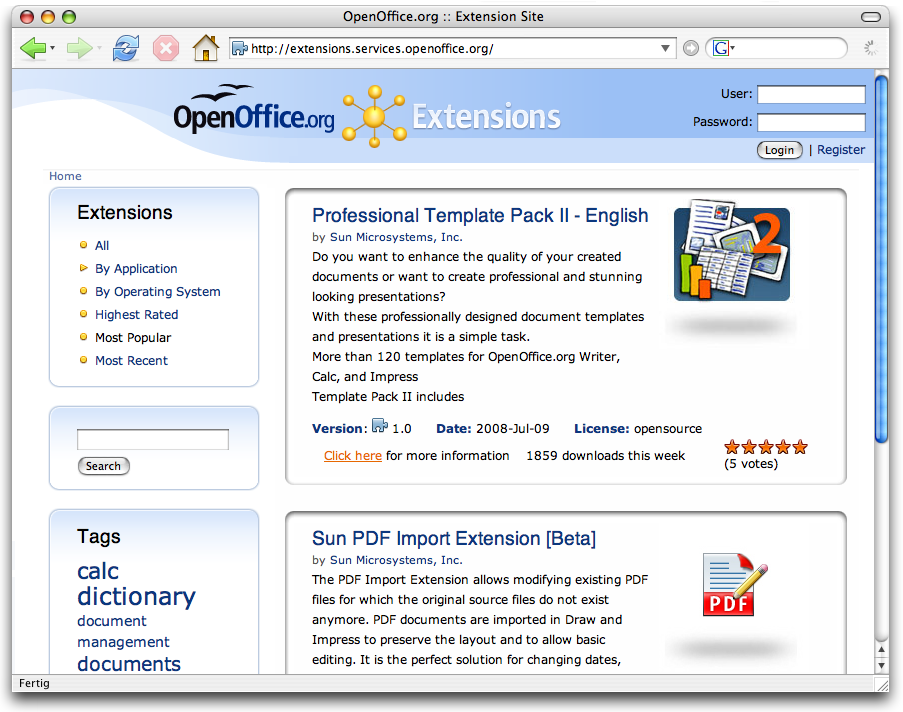 OpenOffice.org :: Extension Site
http://extensions.services.openoffice.org/
G
OpenOffice.org Extensions
User:
Password:
Login | Register
Home
Extensions
All
By Application
By Operating System
Highest Rated
Most Popular
Most Recent
Search
Tags
calc
dictionary
document
management
documents
Professional Template Pack II - English
by Sun Microsystems, Inc.
Do you want to enhance the quality of your created
documents or want to create professional and stunning
looking presentations?
With these professionally designed document templates
and presentations it is a simple task.
More than 120 templates for OpenOffice.org Writer,
Calc, and Impress
Template Pack II includes
2
Version: 1.0 Date: 2008-Jul-09 License: opensource
Click here for more information 1859 downloads this week
(5 votes)
Sun PDF Import Extension [Beta]
by Sun Microsystems, Inc.
The PDF Import Extension allows modifying existing PDF
files for which the original source files do not exist
anymore. PDF documents are imported in Draw and
Impress to preserve the layout and to allow basic
editing. It is the perfect solution for changing dates,
PDF
Fertig